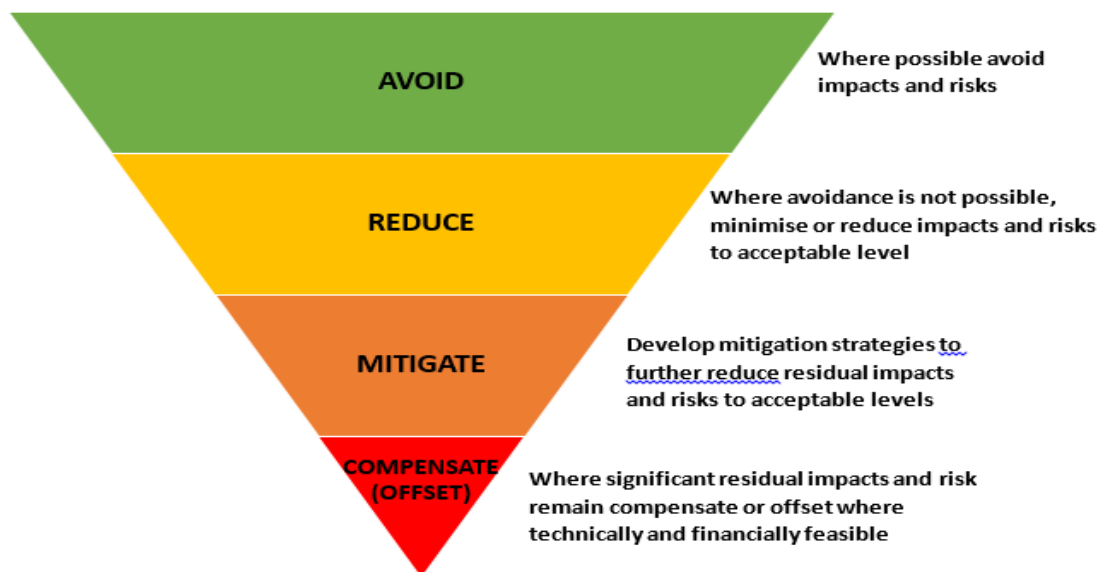 AVOID
Where possible avoid
impacts and risks
REDUCE
Where avoidance is not possible,
minimise or reduce impacts and risks
to acceptable level
MITIGATE
Develop mitigation strategies to
further reduce residual impacts
and risks to acceptable levels
COMPENSATE
(OFFSET)
Where significant residual impacts and risk
remain compensate or offset where
technically and financially feasible